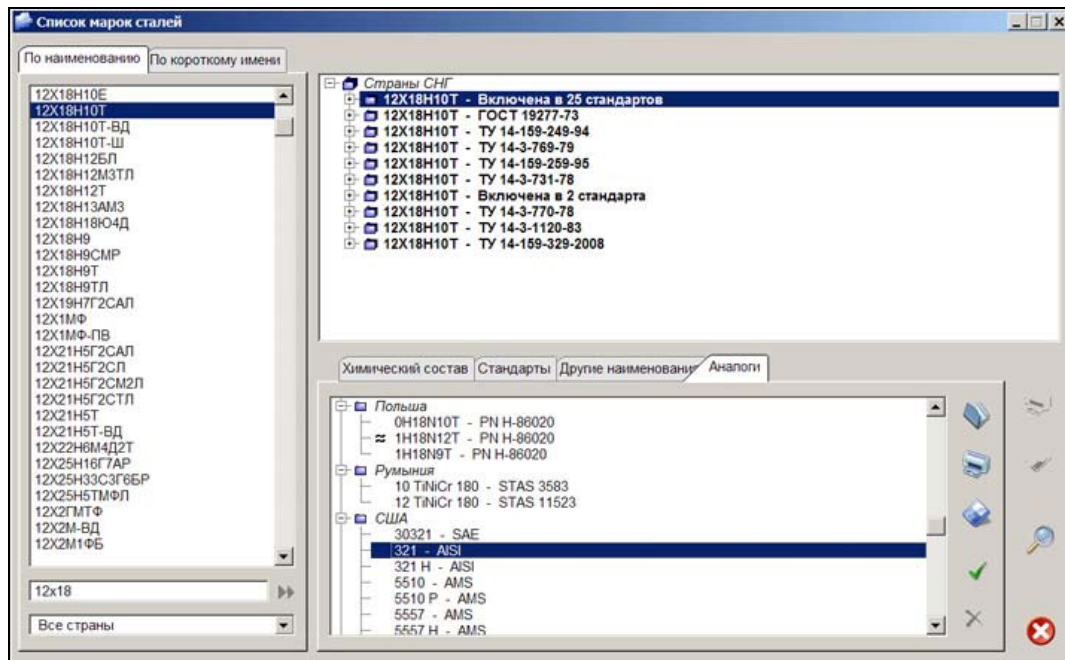 Список марок сталей
По наименованию
По короткому имени
12Х18Н10Е
12Х18Н10Т
12Х18Н10Т-ВД
12Х18Н10Т-Ш
12Х18Н12БЛ
12Х18Н12М3ТЛ
12Х18Н12Т
12Х18Н13АМ3
12Х18Н18Ю4Д
12Х18Н9
12Х18Н9СМР
12Х18Н9Т
12Х18Н9ТЛ
12Х19Н7Г2САЛ
12Х1МФ
12Х1МФ-ПВ
12Х21Н5Г2САЛ
12Х21Н5Г2СЛ
12Х21Н5Г2СМ2Л
12Х21Н5Г2СТЛ
12Х21Н5Т
12Х21Н5Т-ВД
12Х22Н6М4Д2Т
12Х25Н16Г7АР
12Х25Н33С3Г6БР
12Х25Н5ТМФЛ
12Х2ГМТФ
12Х2М-ВД
12Х2М1ФБ
12x18
Все страны
Страны СНГ
12Х18Н10Т - Включена в 25 стандартов
12Х18Н10Т - ГОСТ 19277-73
12Х18Н10Т - ТУ 14-159-249-94
12Х18Н10Т - ТУ 14-3-769-79
12Х18Н10Т - ТУ 14-159-259-95
12Х18Н10Т - ТУ 14-3-731-78
12Х18Н10Т - Включена в 2 стандарта
12Х18Н10Т - ТУ 14-3-770-78
12Х18Н10Т - ТУ 14-3-1120-83
12Х18Н10Т - ТУ 14-159-329-2008
Химический состав
Стандарты
Другие наименования
Аналоги
Польша
0H18N10T - PN H-86020
≈ 1H18N12T - PN H-86020
1H18N9T - PN H-86020
Румыния
10 TiNiCr 180 - STAS 3583
12 TiNiCr 180 - STAS 11523
США
30321 - SAE
321 - AISI
321 H - AISI
5510 - AMS
5510 P - AMS
5557 - AMS
5557 H - AMS